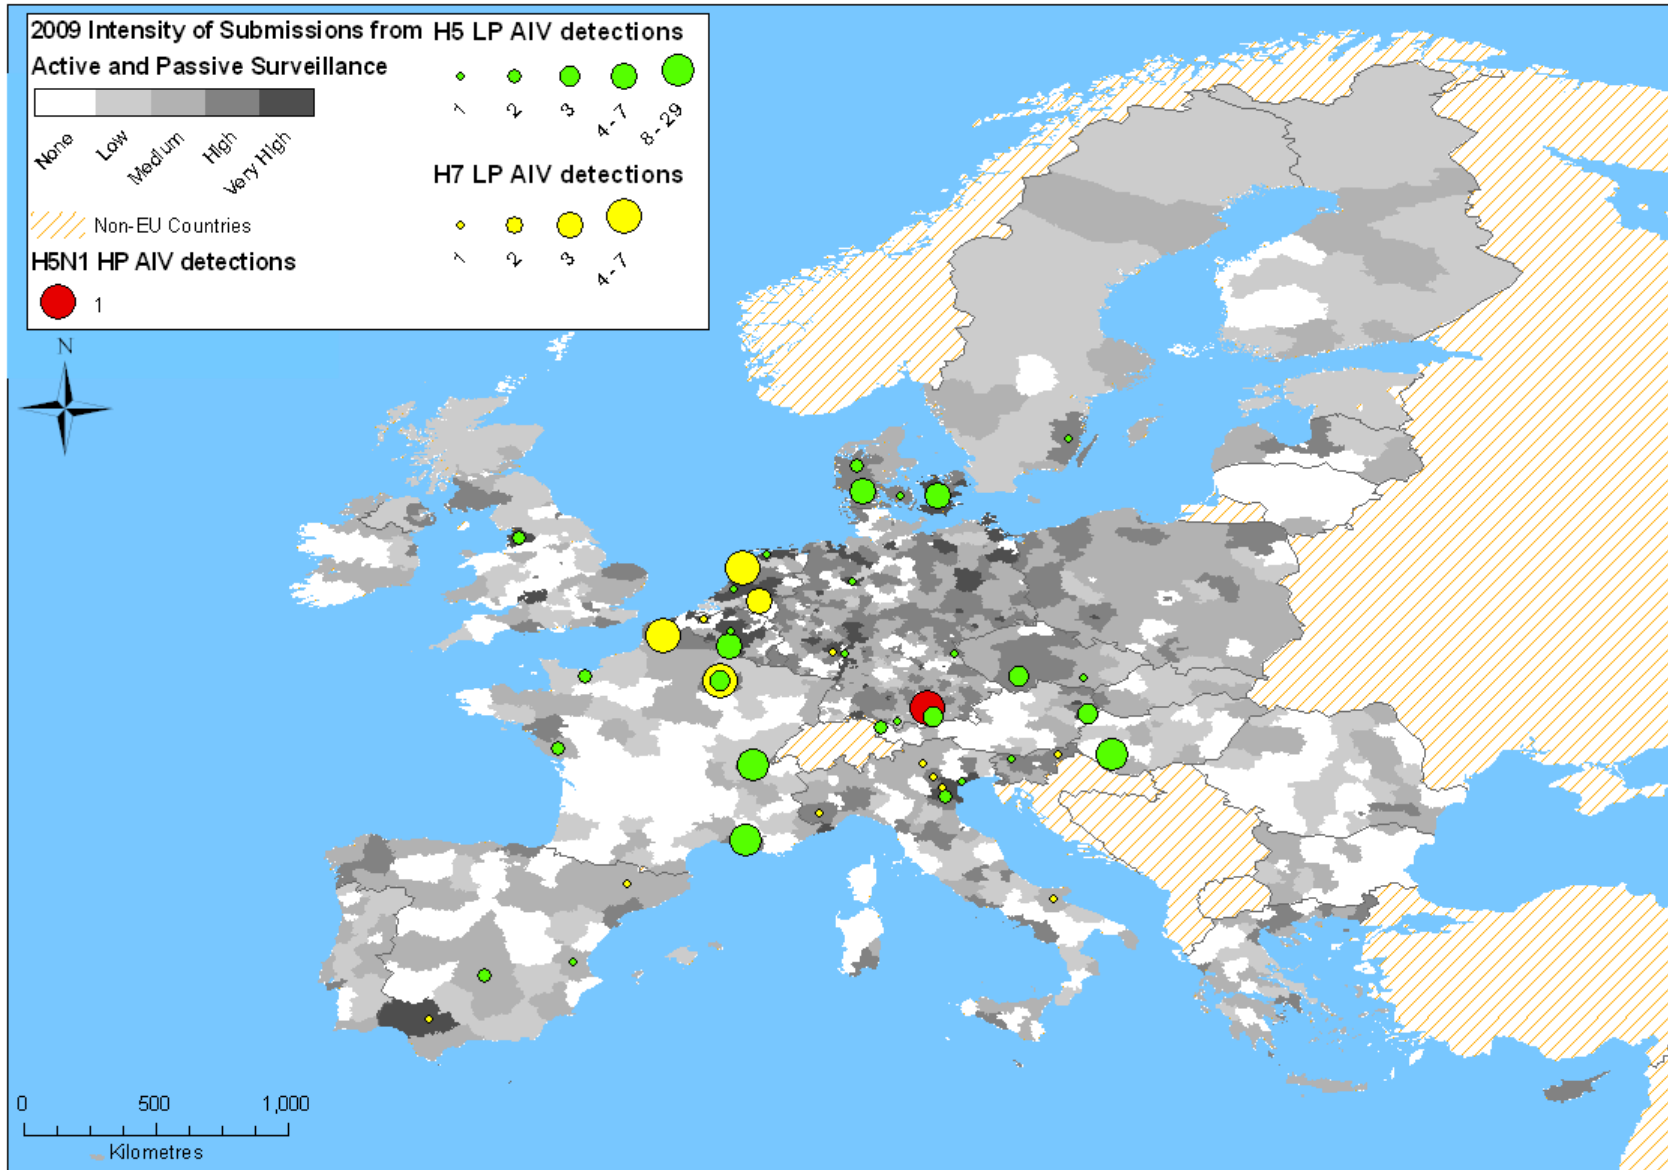 2009 Intensity of Submissions from
Active and Passive Surveillance
None Low Medium High Very High
Non-EU Countries
H5N1 HP AIV detections
1
H5 LP AIV detections
1 2 3 4 - 7 8 - 29
H7 LP AIV detections
1 2 3 4 - 7
N
0 500 1,000
Kilometres